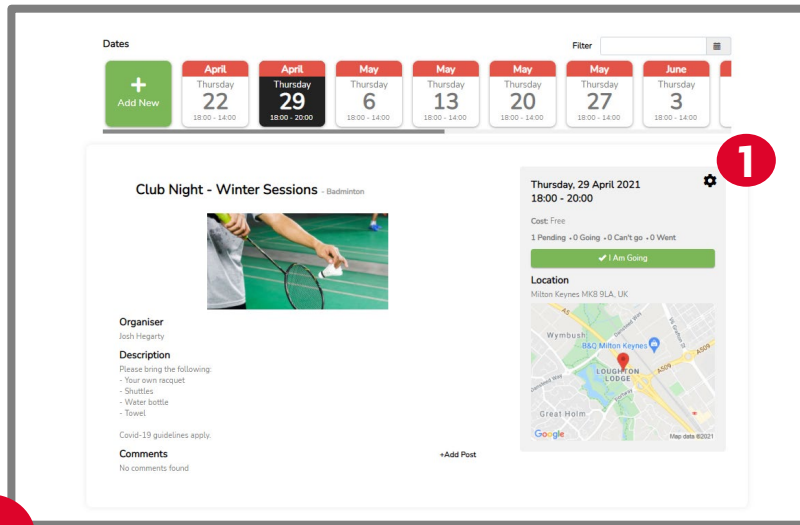 Dates
Filter
Add New
April
Thursday
22
18:00 - 14:00
April
Thursday
29
18:00 - 20:00
May
Thursday
6
18:00 - 14:00
May
Thursday
13
18:00 - 14:00
May
Thursday
20
18:00 - 14:00
May
Thursday
27
18:00 - 14:00
June
Thursday
3
18:00 - 14:00
1
Club Night - Winter Sessions - Badminton
Organiser
Josh Hegarty
Description
Please bring the following:
- Your own racquet
- Shuttles
- Water bottle
- Towel
Covid-19 guidelines apply.
Comments
+Add Post
No comments found
Thursday, 29 April 2021
18:00 - 20:00
Cost: Free
1 Pending • 0 Going • 0 Can't go • 0 Went
I Am Going
Location
Milton Keynes MK8 9LA, UK
A5
Wymbush
B&Q Milton Keynes
A509
LOUGHTON
LODGE
A509
Great Holm
Google
Map data ©2021